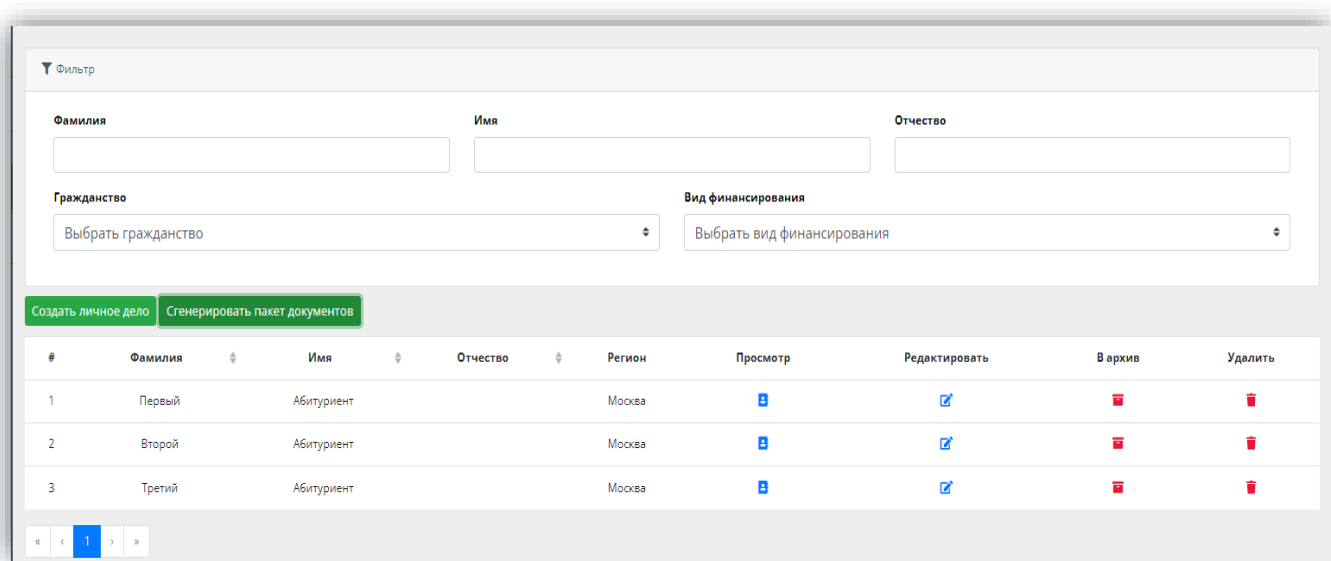 Фильтр
Фамилия Имя Отчество
Гражданство Вид финансирования
Выбрать гражданство Выбрать вид финансирования
Создать личное дело Сгенерировать пакет документов
# Фамилия Имя Отчество Регион Просмотр Редактировать В архив Удалить
1 Первый Абитуриент Москва
2 Второй Абитуриент Москва
3 Третий Абитуриент Москва
« ‹ 1 › »